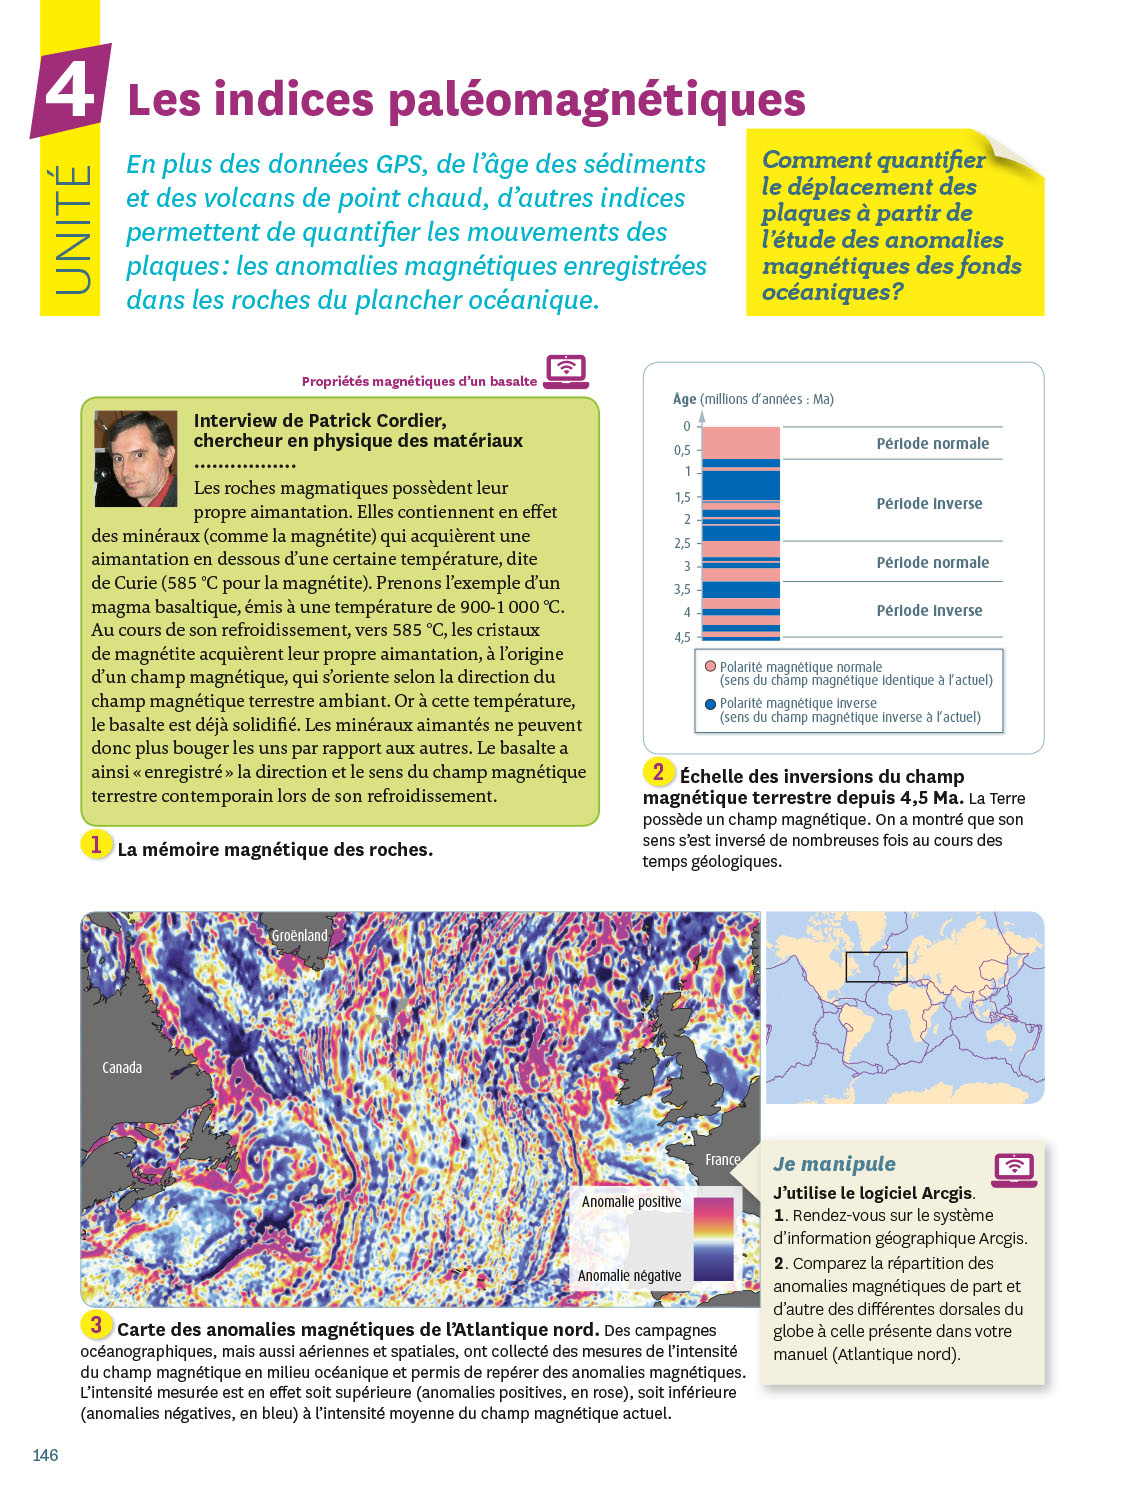 4
UNITÉ
Les indices paléomagnétiques
En plus des données GPS, de l’âge des sédiments
et des volcans de point chaud, d’autres indices
permettent de quantifier les mouvements des
plaques : les anomalies magnétiques enregistrées
dans les roches du plancher océanique.
Comment quantifier
le déplacement des
plaques à partir de
l’étude des anomalies
magnétiques des fonds
océaniques?
Propriétés magnétiques d’un basalte
Interview de Patrick Cordier,
chercheur en physique des matériaux
.................
Les roches magmatiques possèdent leur
propre aimantation. Elles contiennent en effet
des minéraux (comme la magnétite) qui acquièrent une
aimantation en dessous d’une certaine température, dite
de Curie (585 °C pour la magnétite). Prenons l’exemple d’un
magma basaltique, émis à une température de 900-1 000 °C.
Au cours de son refroidissement, vers 585 °C, les cristaux
de magnétite acquièrent leur propre aimantation, à l’origine
d’un champ magnétique, qui s’oriente selon la direction du
champ magnétique terrestre ambiant. Or à cette température,
le basalte est déjà solidifié. Les minéraux aimantés ne peuvent
donc plus bouger les uns par rapport aux autres. Le basalte a
ainsi « enregistré » la direction et le sens du champ magnétique
terrestre contemporain lors de son refroidissement.
1 La mémoire magnétique des roches.
Âge (millions d’années : Ma)
0
0,5
1
1,5
2
2,5
3
3,5
4
4,5
Période normale
Période inverse
Période normale
Période inverse
Polarité magnétique normale
(sens du champ magnétique identique à l’actuel)
Polarité magnétique inverse
(sens du champ magnétique inverse à l’actuel)
2 Échelle des inversions du champ
magnétique terrestre depuis 4,5 Ma. La Terre
possède un champ magnétique. On a montré que son
sens s’est inversé de nombreuses fois au cours des
temps géologiques.
Groënland
Canada
France
Anomalie positive
Anomalie négative
3 Carte des anomalies magnétiques de l’Atlantique nord. Des campagnes
océanographiques, mais aussi aériennes et spatiales, ont collecté des mesures de l’intensité
du champ magnétique en milieu océanique et permis de repérer des anomalies magnétiques.
L’intensité mesurée est en effet soit supérieure (anomalies positives, en rose), soit inférieure
(anomalies négatives, en bleu) à l’intensité moyenne du champ magnétique actuel.
Je manipule
J’utilise le logiciel Arcgis.
1. Rendez-vous sur le système
d’information géographique Arcgis.
2. Comparez la répartition des
anomalies magnétiques de part et
d’autre des différentes dorsales du
globe à celle présente dans votre
manuel (Atlantique nord).
146